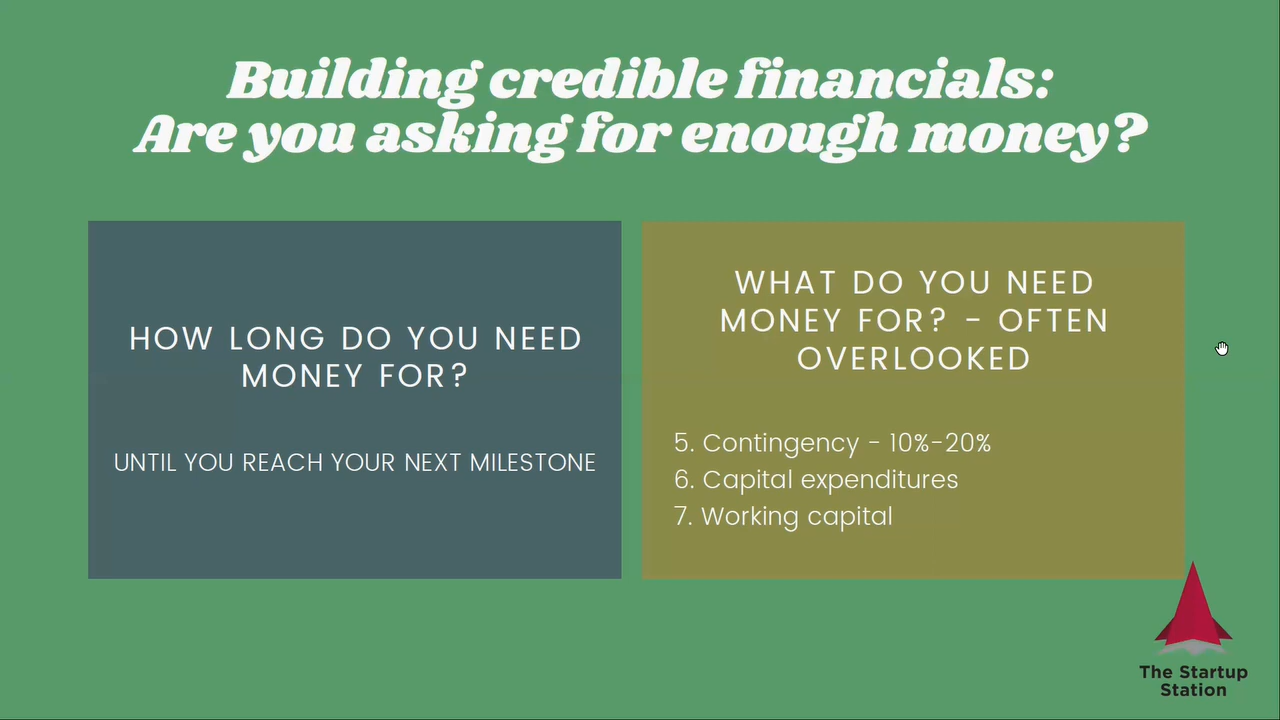 Building credible financials:
Are you asking for enough money?
HOW LONG DO YOU NEED
MONEY FOR?
UNTIL YOU REACH YOUR NEXT MILESTONE
WHAT DO YOU NEED
MONEY FOR? - OFTEN
OVERLOOKED
5. Contingency - 10%-20%
6. Capital expenditures
7. Working capital
The Startup
Station